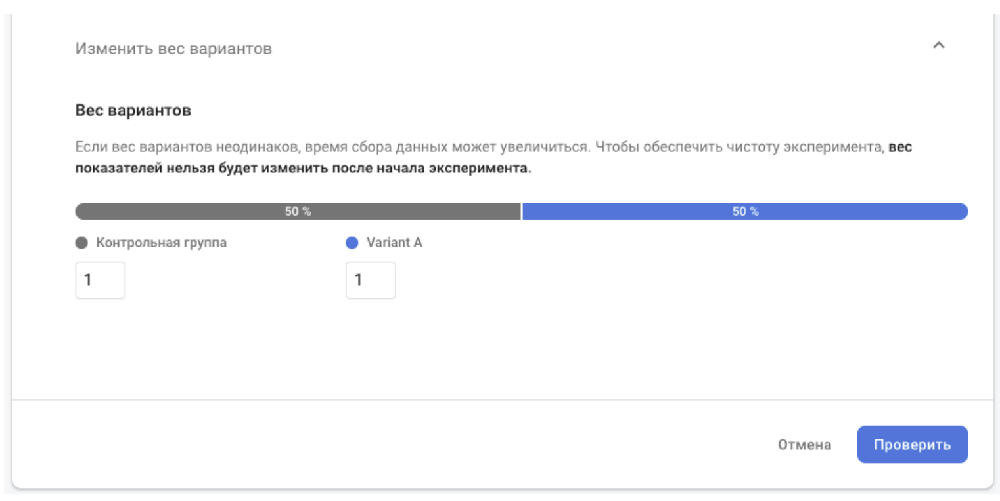 Изменить вес вариантов
Вес вариантов
Если вес вариантов неодинаков, время сбора данных может увеличиться. Чтобы обеспечить чистоту эксперимента, вес
показателей нельзя будет изменить после начала эксперимента.
50 % 50 %
Контрольная группа Variant A
1 1
Отмена Проверить